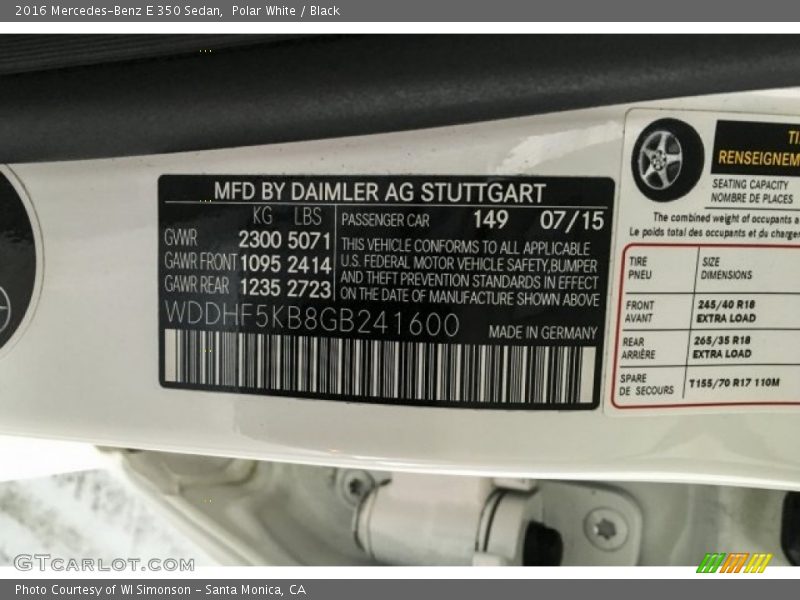 2016 Mercedes-Benz E 350 Sedan, Polar White / Black
MFD BY DAIMLER AG STUTTGART
KG LBS PASSENGER CAR 149 07/15
GWR 2300 5071
GAWR FRONT 1095 2414
GAWR REAR 1235 2723
THIS VEHICLE CONFORMS TO ALL APPLICABLE
U.S. FEDERAL MOTOR VEHICLE SAFETY, BUMPER
AND THEFT PREVENTION STANDARDS IN EFFECT
ON THE DATE OF MANUFACTURE SHOWN ABOVE
WDDHF5KB8GB241600
MADE IN GERMANY
RENSEIGNEM
SEATING CAPACITY
NOMBRE DE PLACES
The combined weight of occupants a
Le poids total des occupants et du charge
TIRE SIZE
PNEU DIMENSIONS
FRONT 245/40 R18
AVANT EXTRA LOAD
REAR 265/35 R18
ARRIÈRE EXTRA LOAD
SPARE T155/70 R17 110M
DE SECOURS
GTCARLOT.COM
Photo Courtesy of WI Simonson - Santa Monica, CA